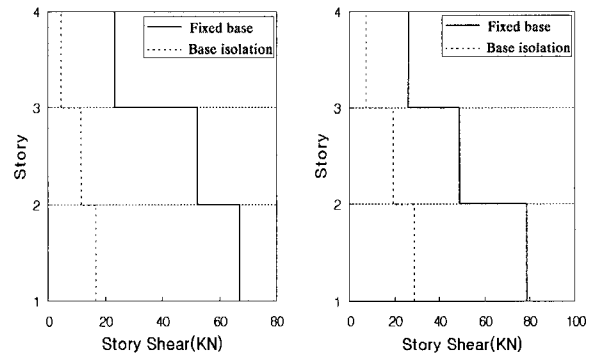 4
Fixed base
Base isolation
3
Story
2
1
0
20
40
60
80
Story Shear(KN)
4
Fixed base
Base isolation
3
Story
2
1
0
20
40
60
80
100
Story Shear(KN)